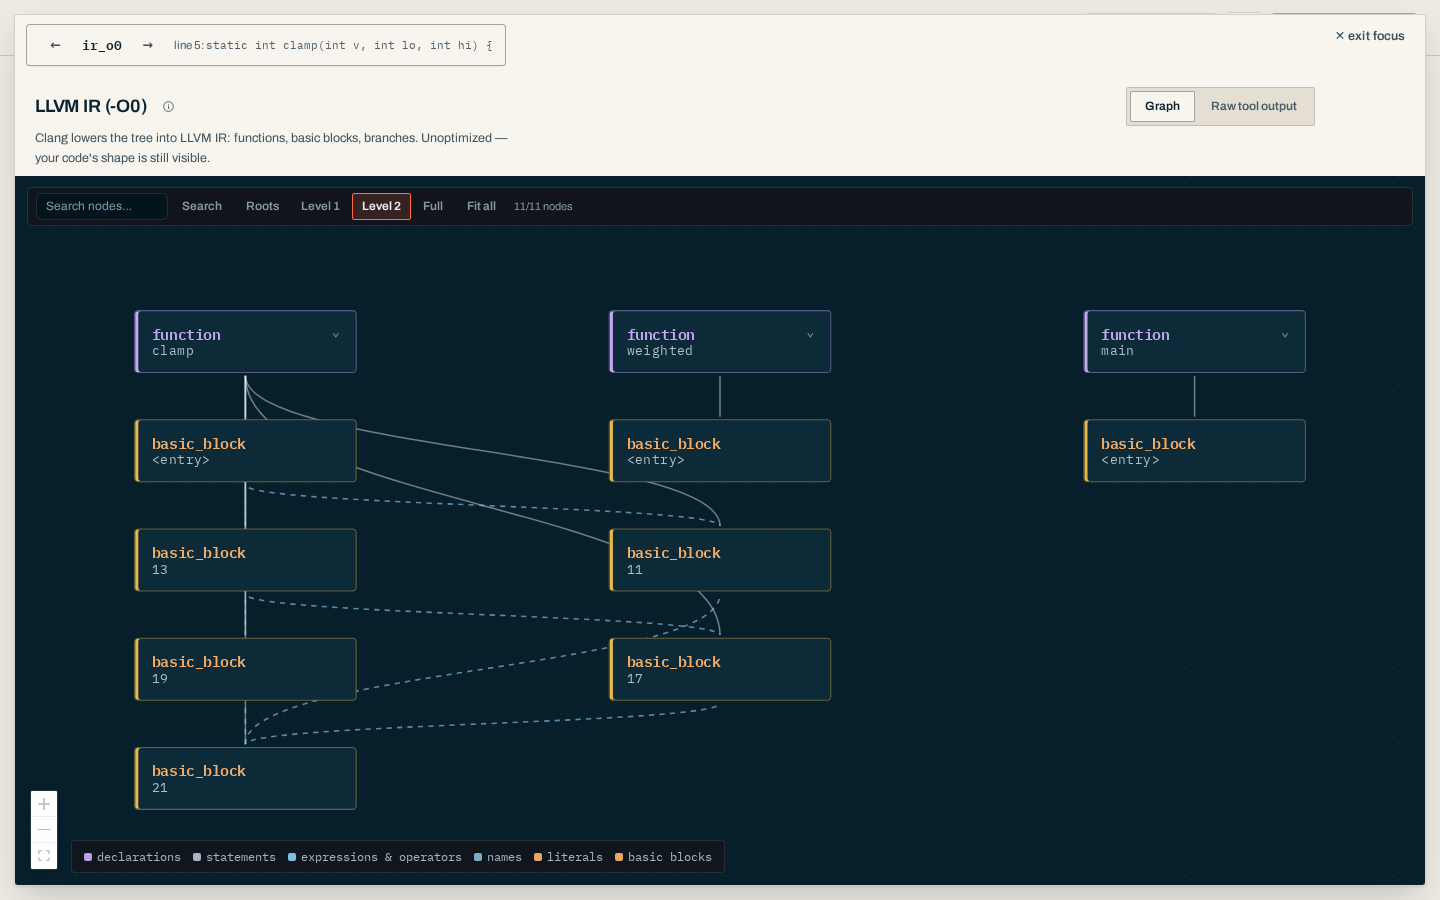 ← ir_o0 → line 5: static int clamp(int v, int lo, int hi) {
✕ exit focus
LLVM IR (-O0)
Graph
Raw tool output
Clang lowers the tree into LLVM IR: functions, basic blocks, branches. Unoptimized —
your code's shape is still visible.
Search nodes...
Search
Roots
Level 1
Level 2
Full
Fit all
11/11 nodes
function
clamp
function
weighted
function
main
basic_block
<entry>
basic_block
<entry>
basic_block
<entry>
basic_block
13
basic_block
11
basic_block
19
basic_block
17
basic_block
21
declarations
statements
expressions & operators
names
literals
basic blocks